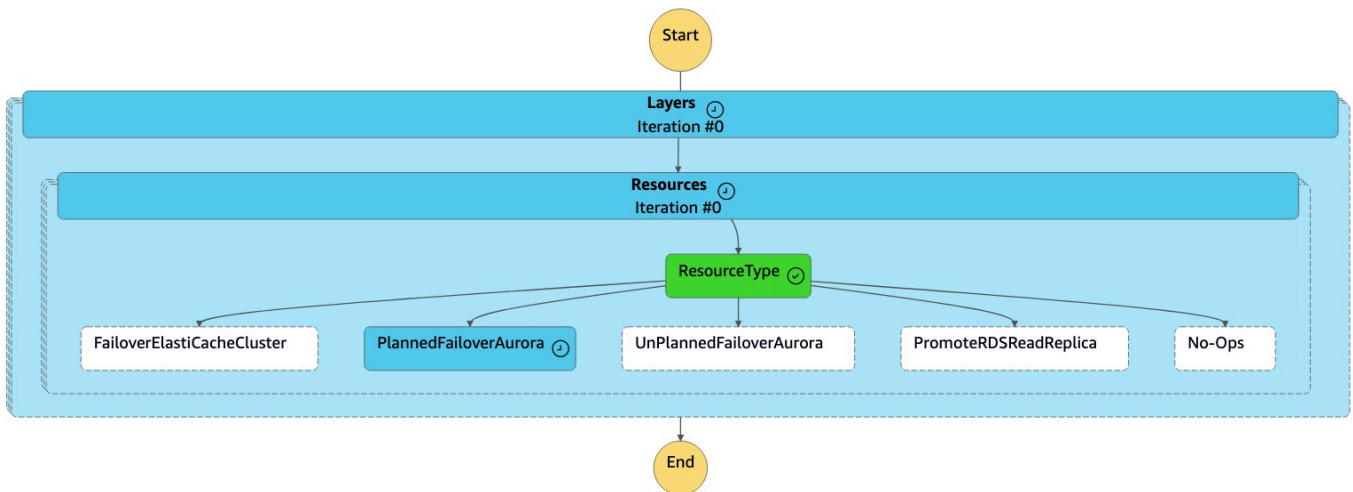 Start
Layers
Iteration #0
Resources
Iteration #0
ResourceType
FailoverElastiCacheCluster
PlannedFailoverAurora
UnPlannedFailoverAurora
PromoteRDSReadReplica
No-Ops
End